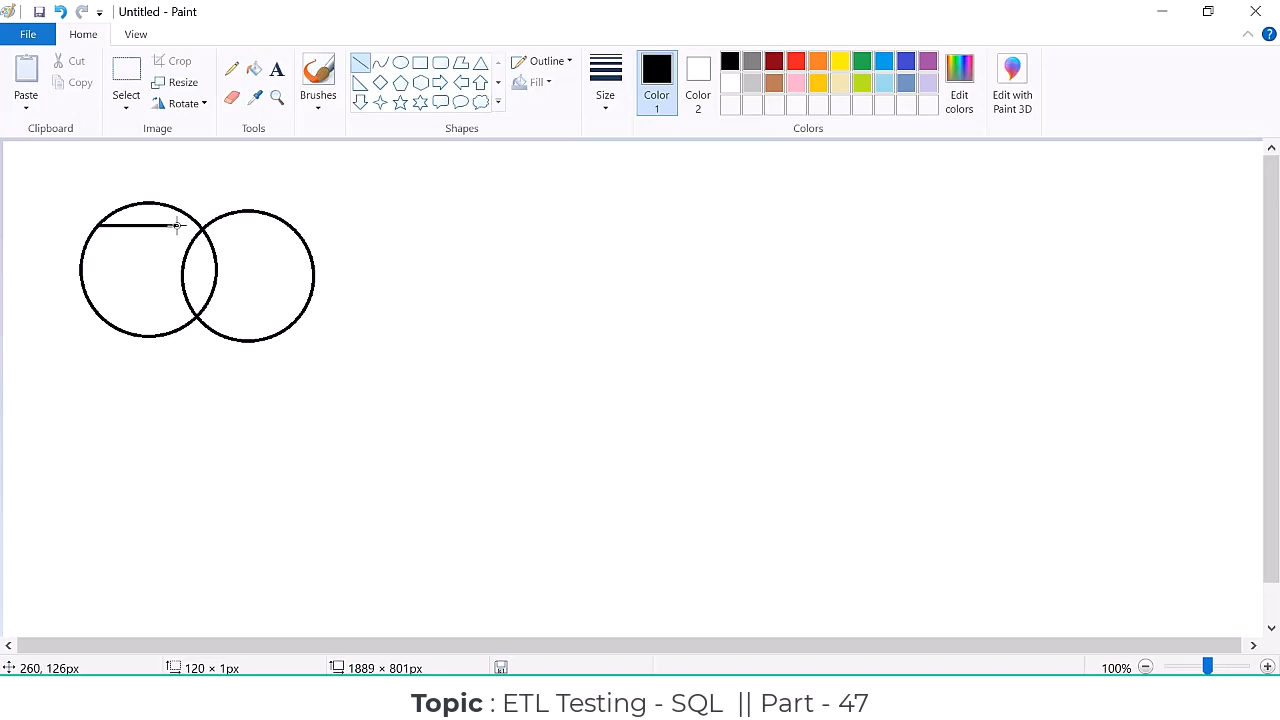 Untitled - Paint
File Home View
Paste Cut Copy
Clipboard
Select Crop Resize Rotate
Image
Tools
Brushes
Outline Fill
Shapes
Size
Color 1
Color 2
Edit colors
Colors
Edit with Paint 3D
260, 126px 120 × 1px 1889 × 801px 100%
Topic : ETL Testing - SQL || Part - 47